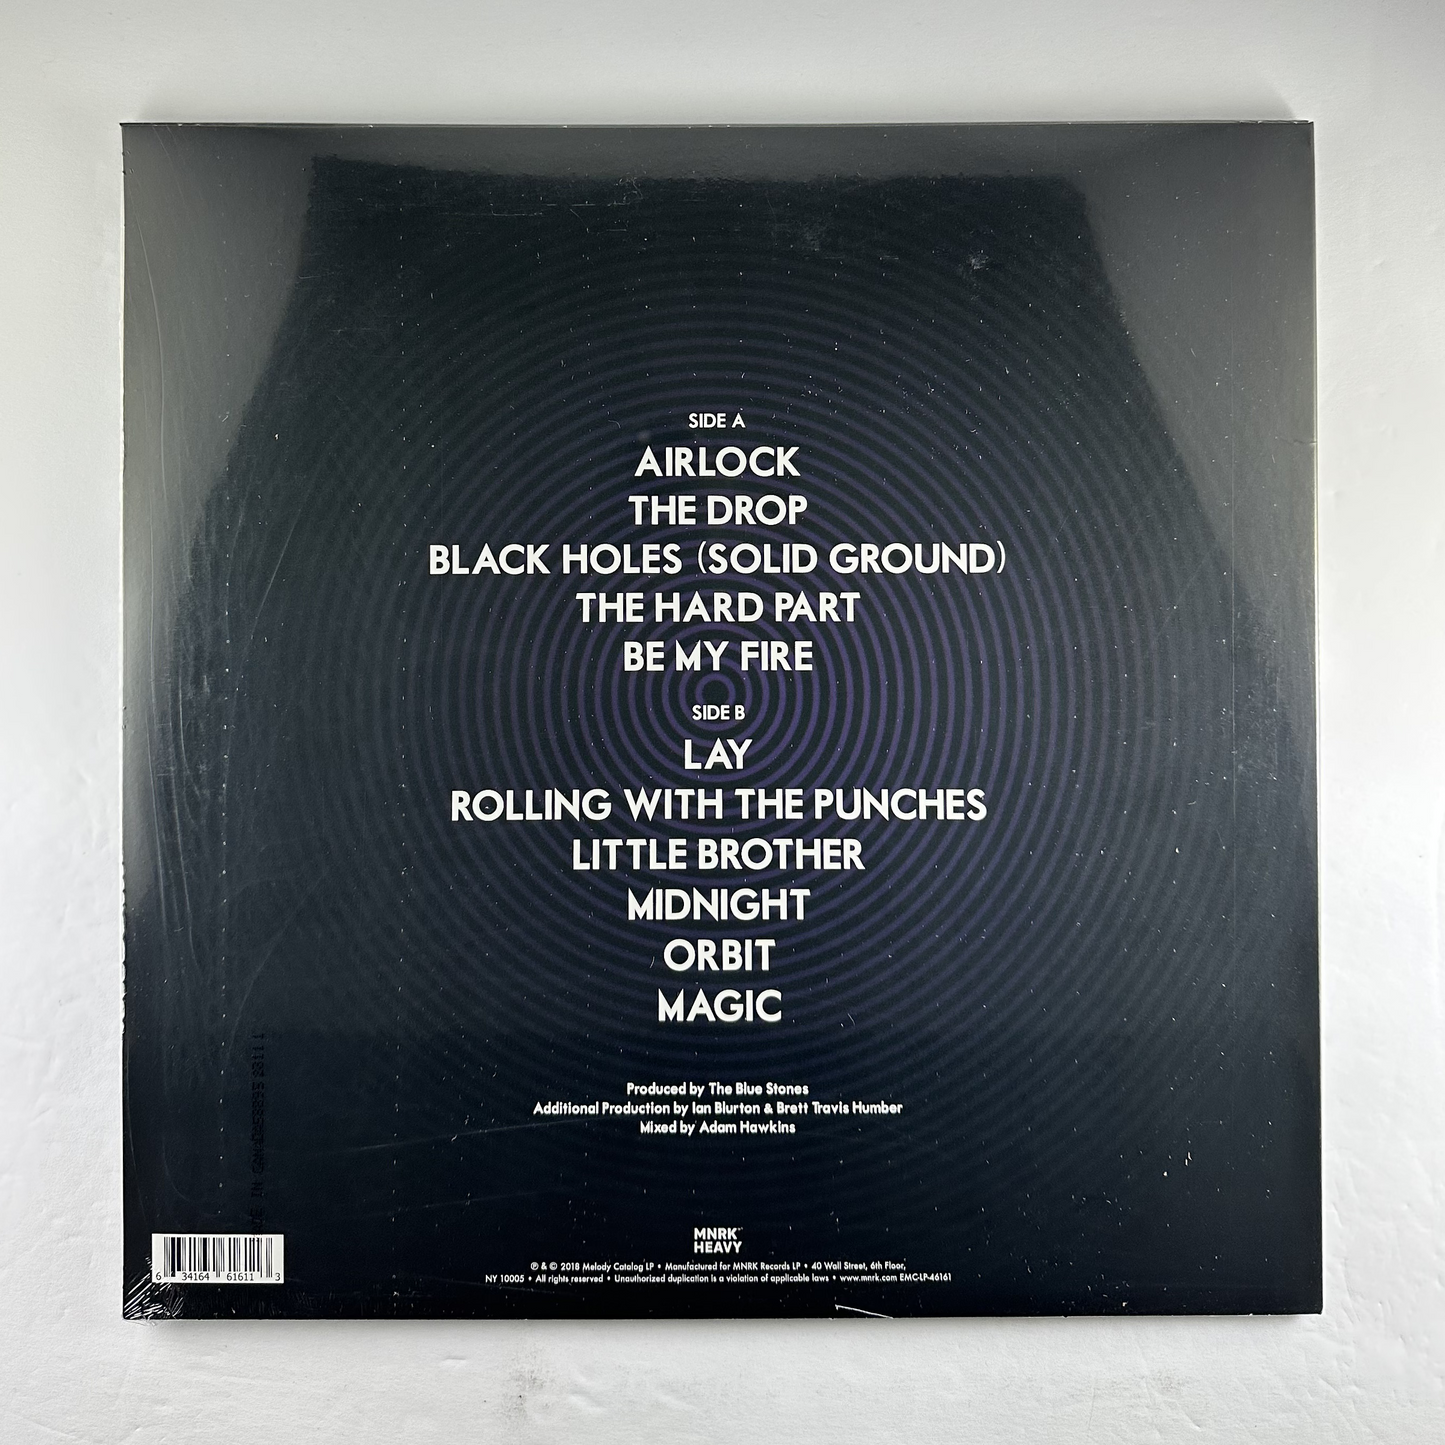 SIDE A
AIRLOCK
THE DROP
BLACK HOLES (SOLID GROUND)
THE HARD PART
BE MY FIRE
SIDE B
LAY
ROLLING WITH THE PUNCHES
LITTLE BROTHER
MIDNIGHT
ORBIT
MAGIC
Produced by The Blue Stones
Additional Production by Ian Blurton & Brett Travis Humber
Mixed by Adam Hawkins
MNRK
HEAVY
℗ & © 2018 Melody Catalog LP • Manufactured for MNRK Records LP • 40 Wall Street, 6th Floor,
NY 10005 • All rights reserved • Unauthorized duplication is a violation of applicable laws • www.mnrk.com EMC-LP-46161
6 34164 61611 3
IN